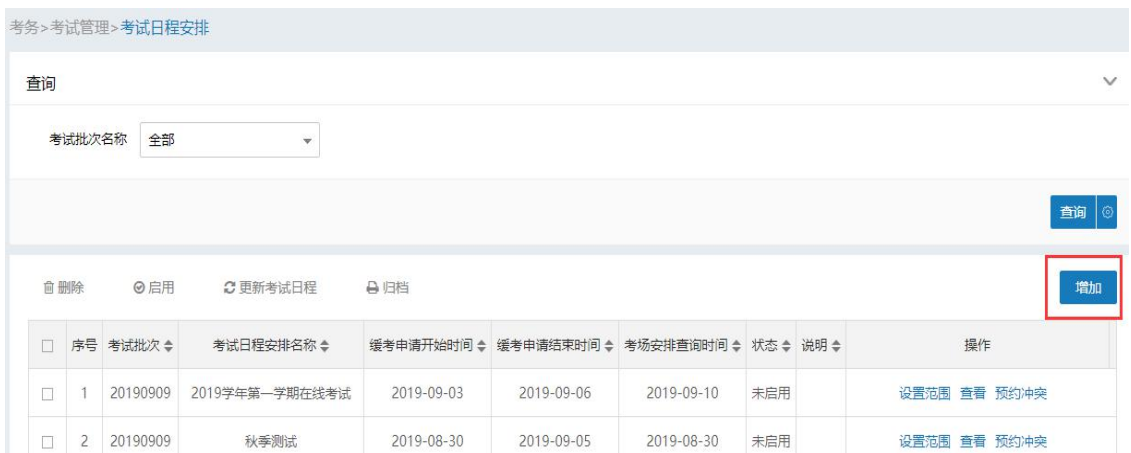 考务>考试管理>考试日程安排
查询
考试批次名称 全部
查询
删除 启用 更新考试日程 归档 增加
序号 考试批次 考试日程安排名称 缓考申请开始时间 缓考申请结束时间 考场安排查询时间 状态 说明 操作
1 20190909 2019学年第一学期在线考试 2019-09-03 2019-09-06 2019-09-10 未启用 设置范围 查看 预约冲突
2 20190909 秋季测试 2019-08-30 2019-09-05 2019-08-30 未启用 设置范围 查看 预约冲突